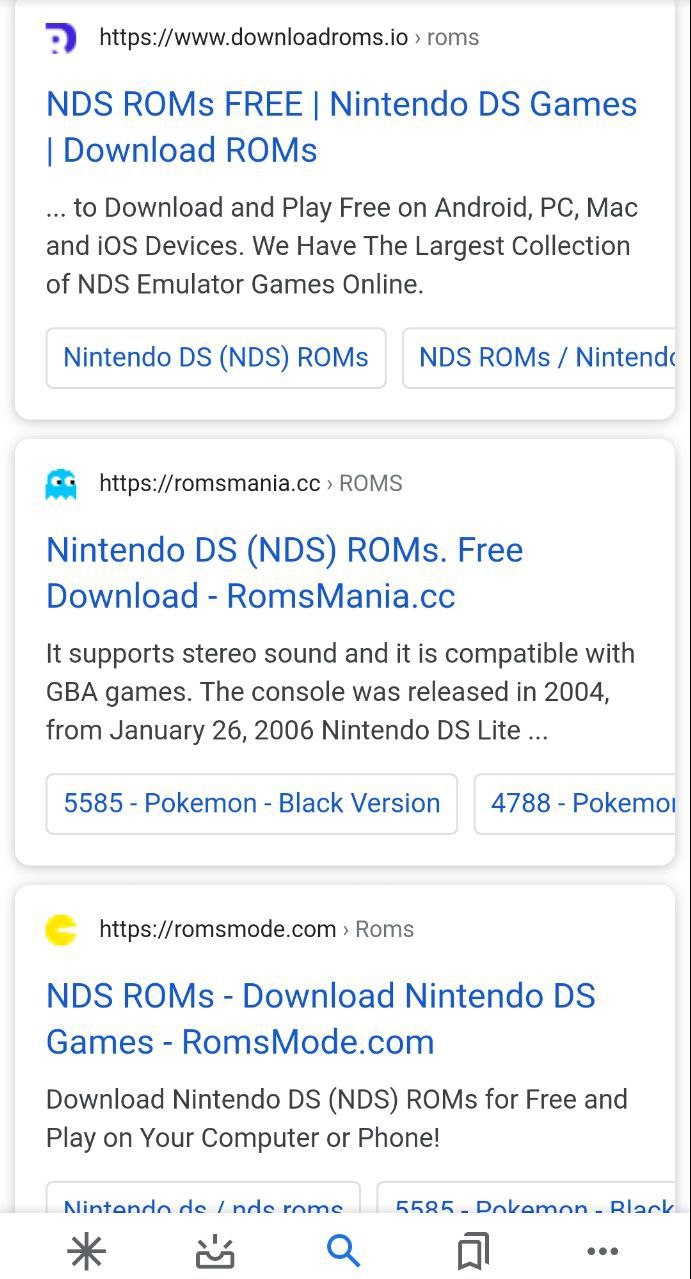 https://www.downloadroms.io › roms
NDS ROMs FREE | Nintendo DS Games
| Download ROMs
... to Download and Play Free on Android, PC, Mac
and iOS Devices. We Have The Largest Collection
of NDS Emulator Games Online.
Nintendo DS (NDS) ROMs NDS ROMs / Nintendo
https://romsmania.cc › ROMS
Nintendo DS (NDS) ROMs. Free
Download - RomsMania.cc
It supports stereo sound and it is compatible with
GBA games. The console was released in 2004,
from January 26, 2006 Nintendo DS Lite ...
5585 - Pokemon - Black Version 4788 - Pokemon
https://romsmode.com › Roms
NDS ROMs - Download Nintendo DS
Games - RomsMode.com
Download Nintendo DS (NDS) ROMs for Free and
Play on Your Computer or Phone!
Nintendo ds / nds roms 5585 - Pokemon - Black